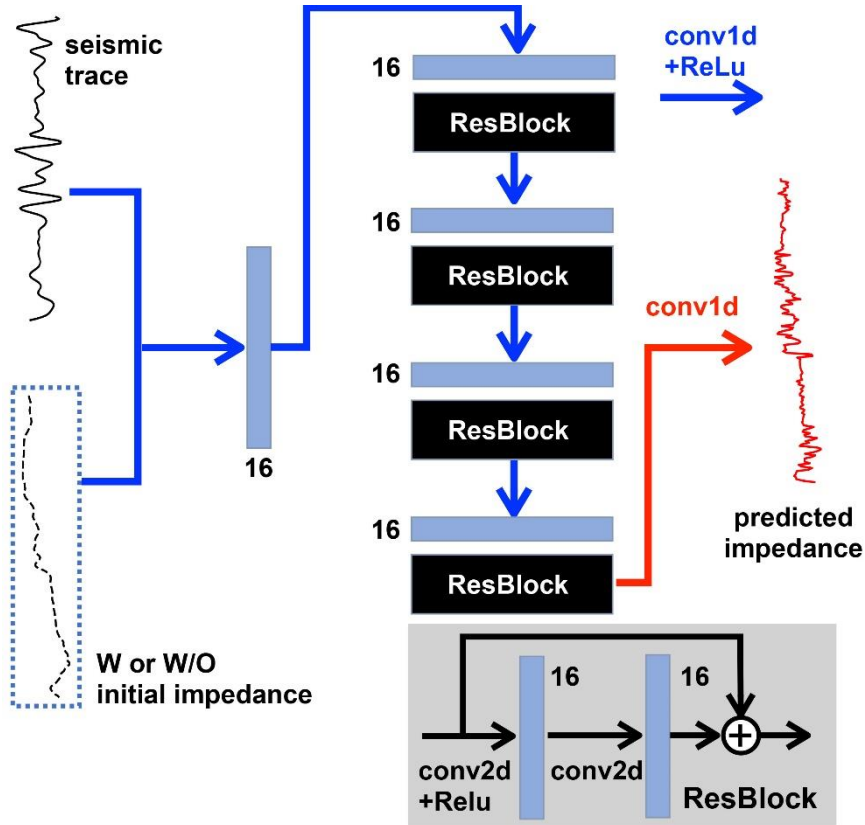 seismic
trace
16
conv1d
+ReLu
ResBlock
16
ResBlock
conv1d
16
16
ResBlock
16
predicted
impedance
ResBlock
W or W/O
initial impedance
16
16
conv2d
+Relu
conv2d
ResBlock